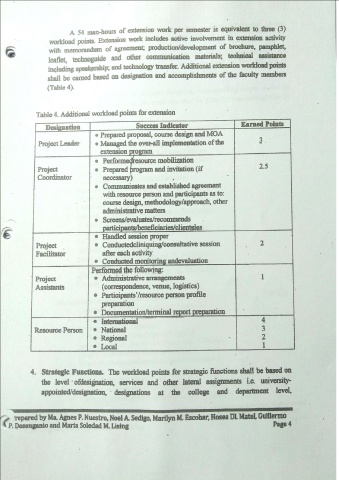 A 54 man-hours of extension work per semester is equivalent to three (3)
workload points. Extension work includes active involvement in extension activity
with memorandum of agreement; production/development of brochure, pamphlet,
leaflet, technoguide and other communication materials; technical assistance
including speakership; and technology transfer. Additional extension workload points
shall be earned based on designation and accomplishments of the faculty members
(Table 4).
Table 4. Additional workload points for extension
Designation Success Indicator Earned Points
Project Leader
• Prepared proposal, course design and MOA
• Managed the over-all implementation of the
extension program
3
Project
Coordinator
• Performed resource mobilization
• Prepared program and invitation (if
necessary)
• Communicates and established agreement
with resource person and participants as to:
course design, methodology/approach, other
administrative matters
• Screens/evaluates/recommends
participants/beneficiaries/clienteles
2.5
Project
Facilitator
• Handled session proper
• Conductedcliniquing/consultative session
after each activity
• Conducted monitoring andevaluation
2
Project
Assistants
Performed the following:
• Administrative arrangements
(correspondence, venue, logistics)
• Participants'/resource person profile
preparation
• Documentation/terminal report preparation
1
Resource Person
• International 4
• National 3
• Regional 2
• Local 1
4. Strategic Functions. The workload points for strategic functions shall be based on
the level ofdesignation, services and other lateral assignments i.e. university-
appointed/designation, designations at the college and department level,
repared by Ma. Agnes P. Nuestro, Noel A. Sedigo, Marilyn M. Escobar, Hosea DL Matel, Guillermo
P. Desenganio and Maria Soledad M. Lising Page 4